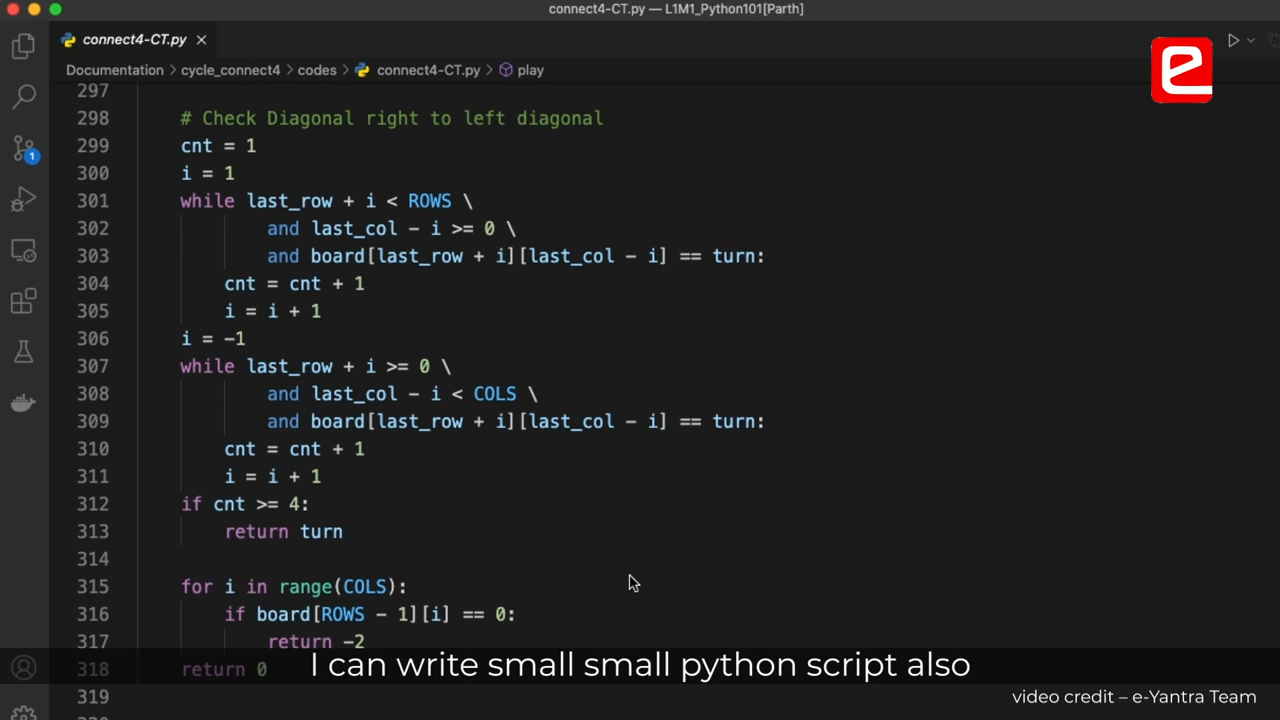 connect4-CT.py — L1M1_Python101[Parth]
connect4-CT.py
Documentation > cycle_connect4 > codes > connect4-CT.py > play
e
297
298 # Check Diagonal right to left diagonal
299 cnt = 1
300 i = 1
301 while last_row + i < ROWS \
302 and last_col - i >= 0 \
303 and board[last_row + i][last_col - i] == turn:
304 cnt = cnt + 1
305 i = i + 1
306 i = -1
307 while last_row + i >= 0 \
308 and last_col - i < COLS \
309 and board[last_row + i][last_col - i] == turn:
310 cnt = cnt + 1
311 i = i + 1
312 if cnt >= 4:
313 return turn
314
315 for i in range(COLS):
316 if board[ROWS - 1][i] == 0:
317 return -2
318 return 0
319
1
I can write small small python script also
video credit – e-Yantra Team